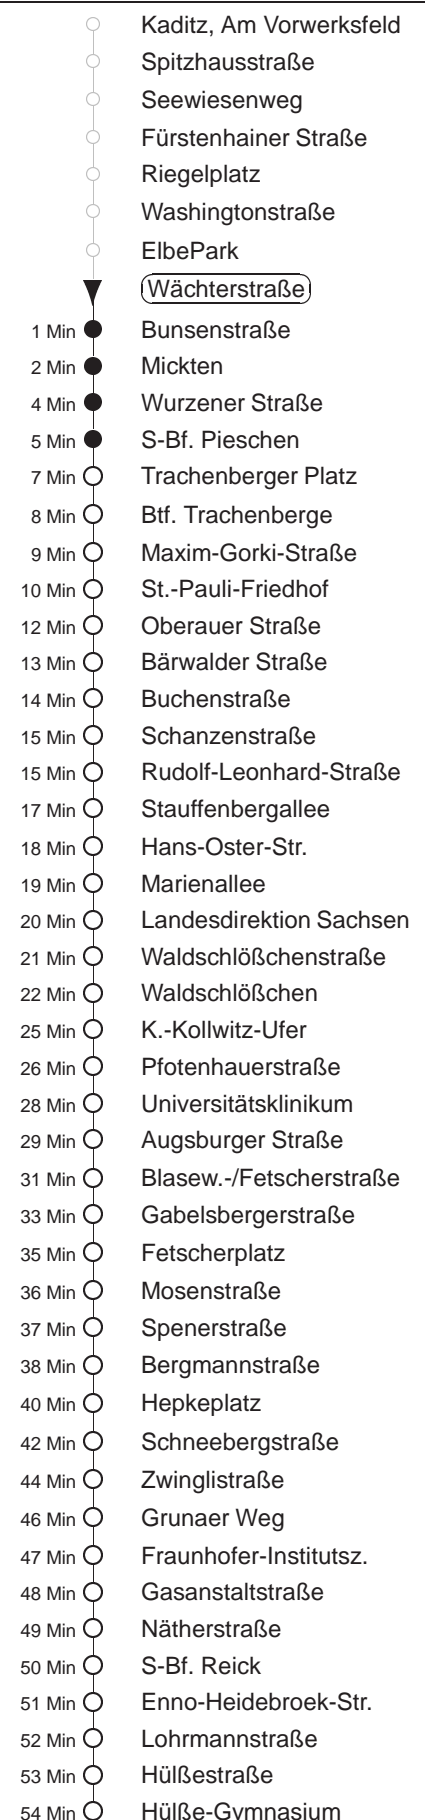 Kaditz, Am Vorwerksfeld
Spitzhausstraße
Seewiesenweg
Fürstenhainer Straße
Riegelplatz
Washingtonstraße
ElbePark
Wächterstraße
1 Min Bunsenstraße
2 Min Mickten
4 Min Wurzener Straße
5 Min S-Bf. Pieschen
7 Min Trachenberger Platz
8 Min Btf. Trachenberge
9 Min Maxim-Gorki-Straße
10 Min St.-Pauli-Friedhof
12 Min Oberauer Straße
13 Min Bärwalder Straße
14 Min Buchenstraße
15 Min Schanzenstraße
15 Min Rudolf-Leonhard-Straße
17 Min Stauffenbergallee
18 Min Hans-Oster-Str.
19 Min Marienallee
20 Min Landesdirektion Sachsen
21 Min Waldschlößchenstraße
22 Min Waldschlößchen
25 Min K.-Kollwitz-Ufer
26 Min Pfotenhauerstraße
28 Min Universitätsklinikum
29 Min Augsburger Straße
31 Min Blasew.-/Fetscherstraße
33 Min Gabelsbergerstraße
35 Min Fetscherplatz
36 Min Mosenstraße
37 Min Spenerstraße
38 Min Bergmannstraße
40 Min Hepkeplatz
42 Min Schneebergstraße
44 Min Zwinglistraße
46 Min Grunaer Weg
47 Min Fraunhofer-Institutsz.
48 Min Gasanstaltstraße
49 Min Nätherstraße
50 Min S-Bf. Reick
51 Min Enno-Heidebroek-Str.
52 Min Lohrmannstraße
53 Min Hülßestraße
54 Min Hülße-Gymnasium